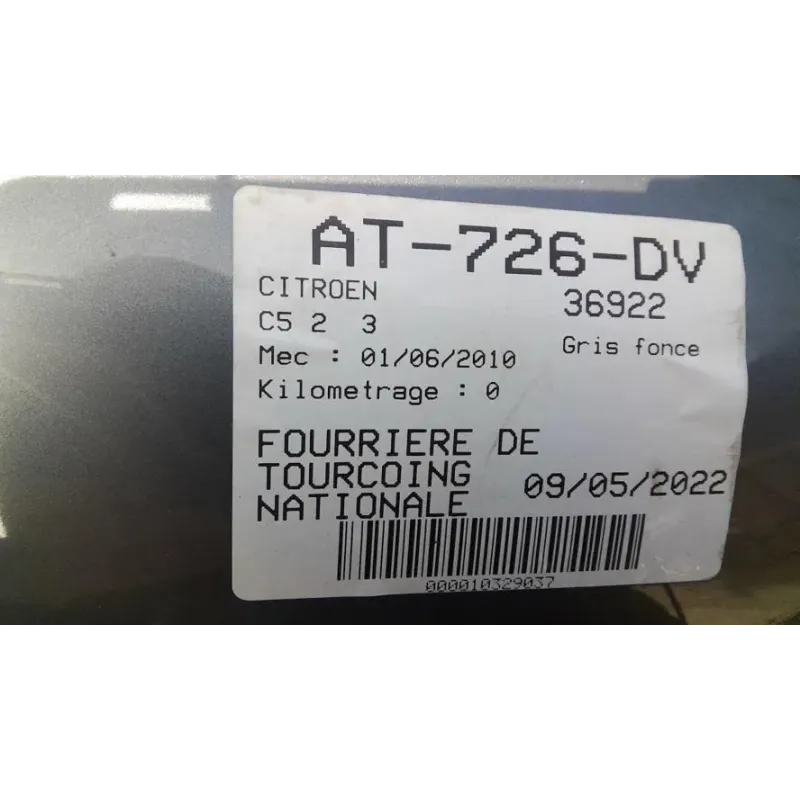 AT-726-DV
CITROEN 36922
C5 2 3
Mec : 01/06/2010 Gris fonce
Kilometrage : 0
FOURRIERE DE
TOURCOING 09/05/2022
NATIONALE
000010329037